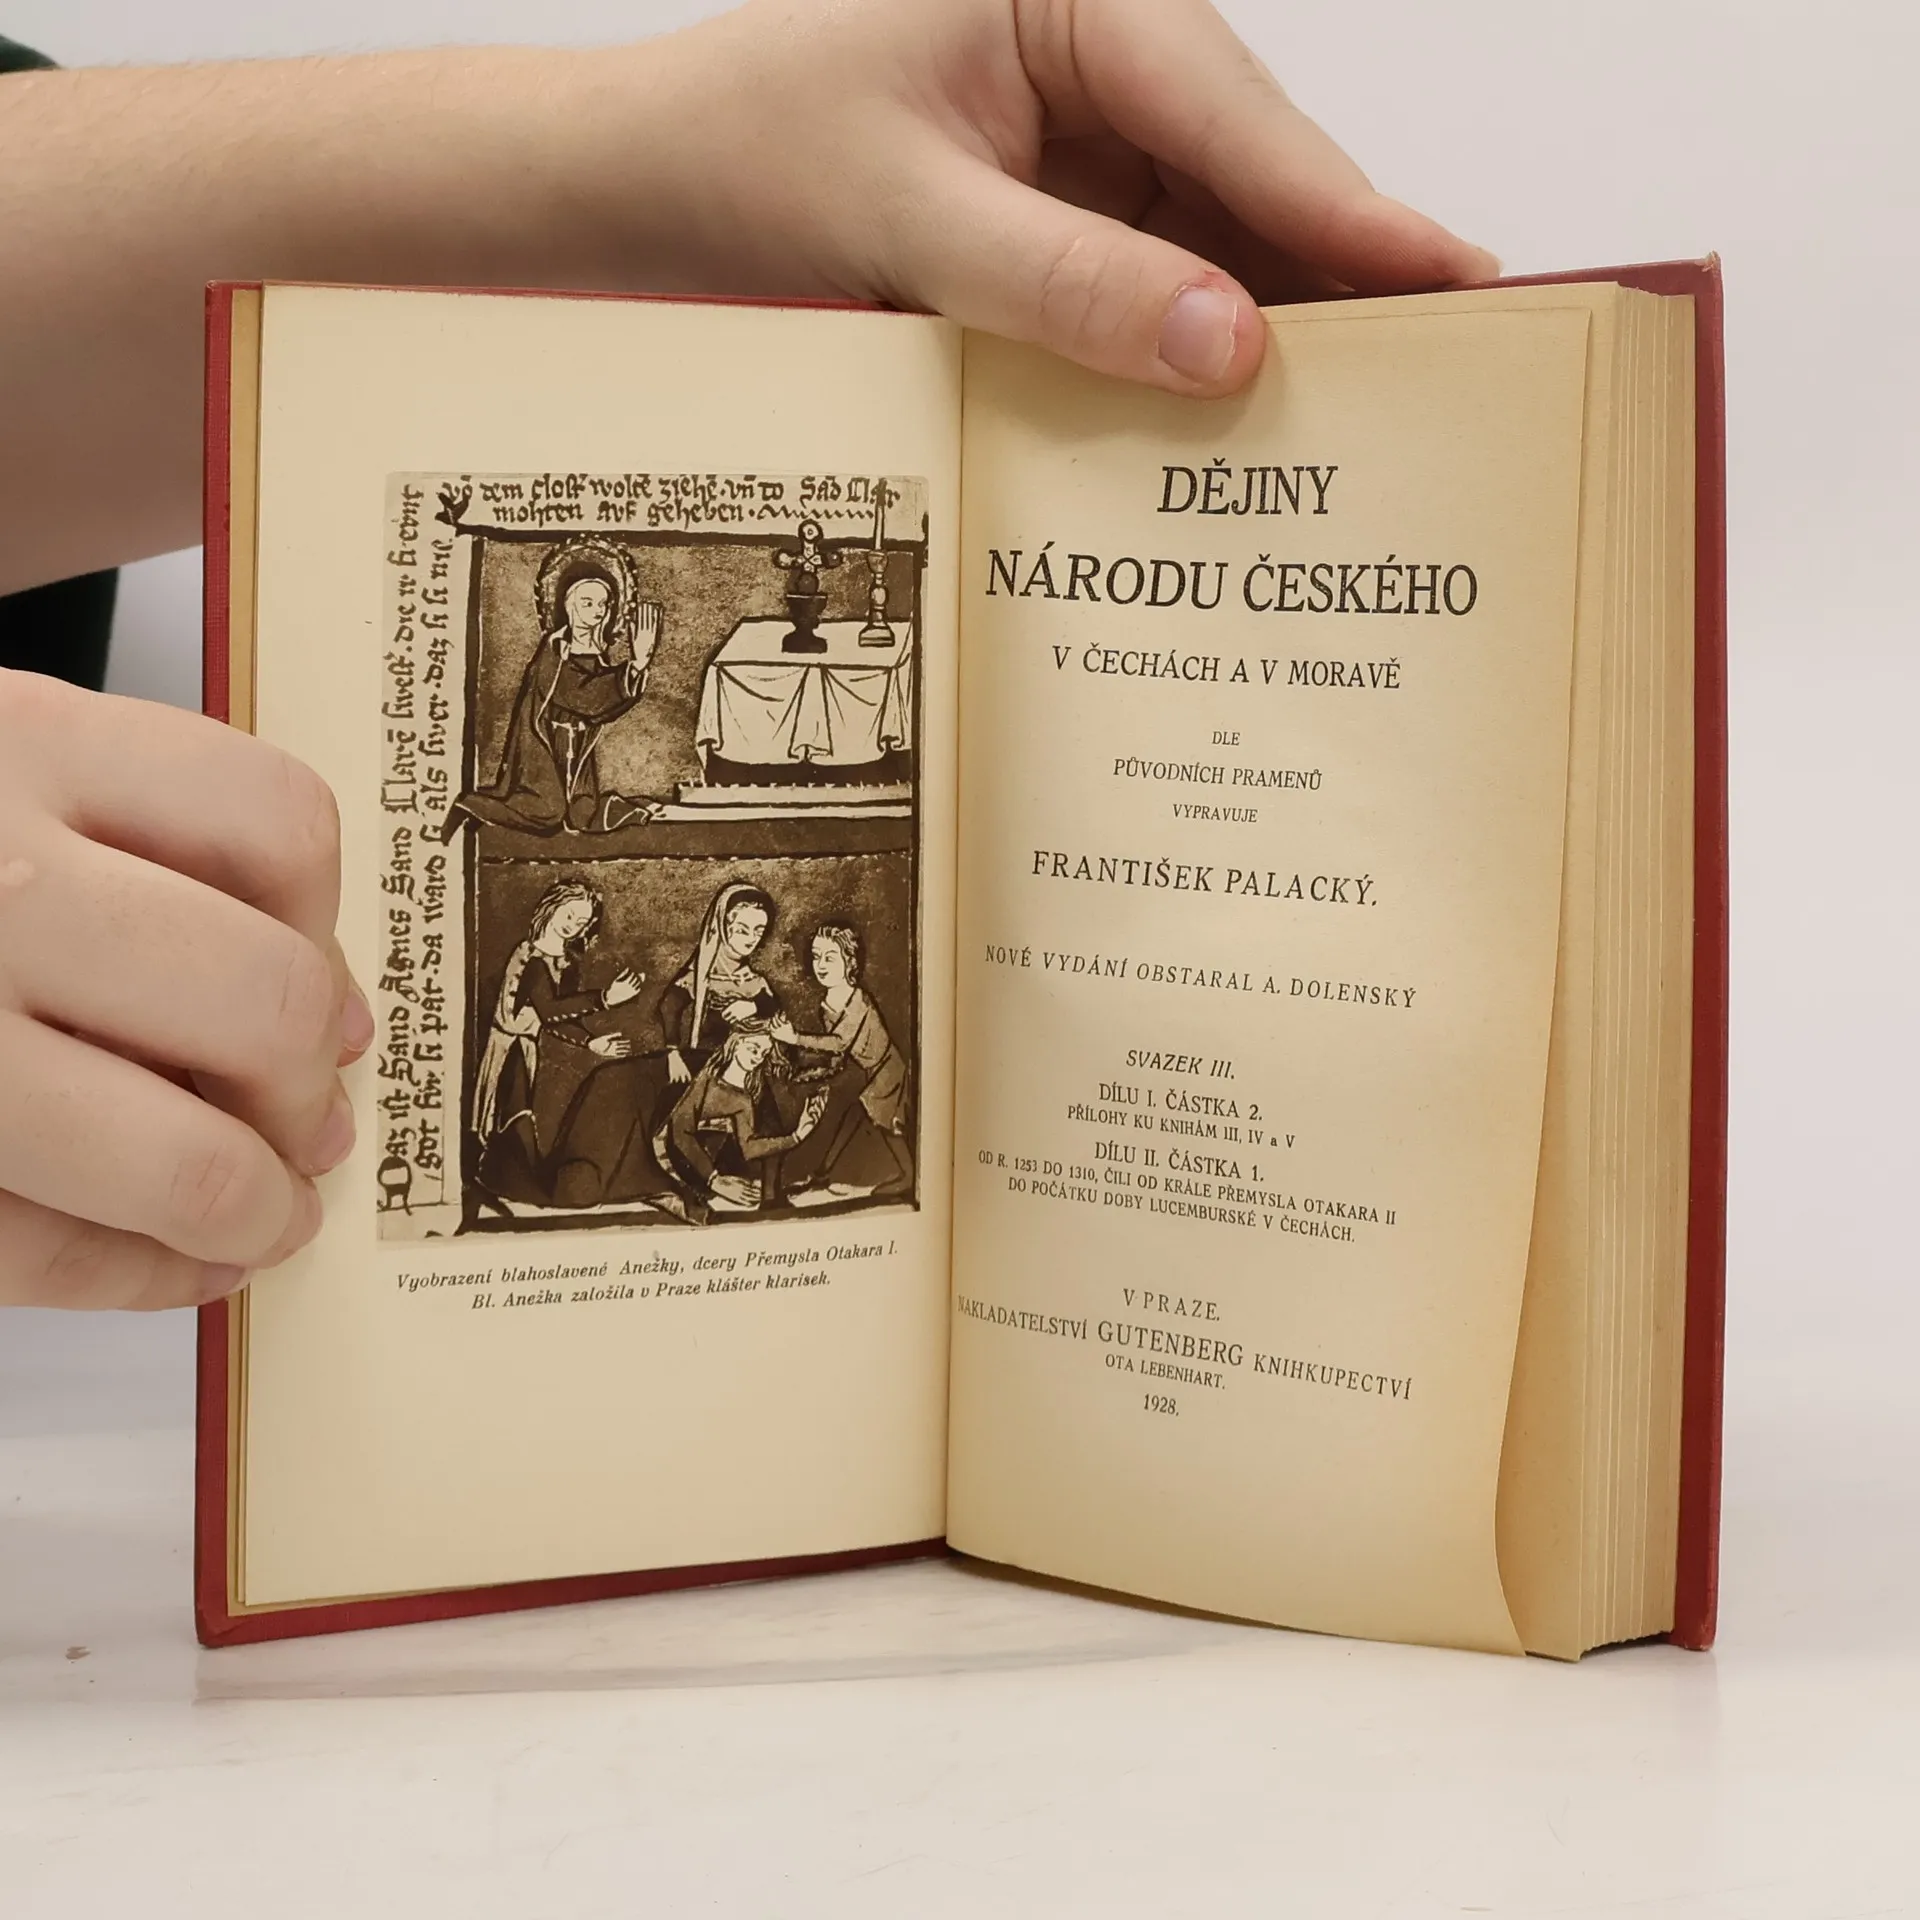 mohten auf geheben.
Vyobrazení blahoslavené Anežky, dcery Přemysla Otakara I.
Bl. Anežka založila v Praze klášter klarisek.
DĚJINY
NÁRODU ČESKÉHO
V ČECHÁCH A V MORAVĚ
DLE
PŮVODNÍCH PRAMENŮ
VYPRAVUJE
FRANTIŠEK PALACKÝ.
NOVÉ VYDÁNÍ OBSTARAL A. DOLENSKÝ
SVAZEK III.
DÍLU I. ČÁSTKA 2.
PŘÍLOHY KU KNIHÁM III, IV a V
DÍLU II. ČÁSTKA 1.
OD R. 1253 DO 1310, ČILI OD KRÁLE PŘEMYSLA OTAKARA II
DO POČÁTKU DOBY LUCEMBURSKÉ V ČECHÁCH.
V PRAZE.
NAKLADATELSTVÍ GUTENBERG KNIHKUPECTVÍ
OTA LEBENHART.
1928.